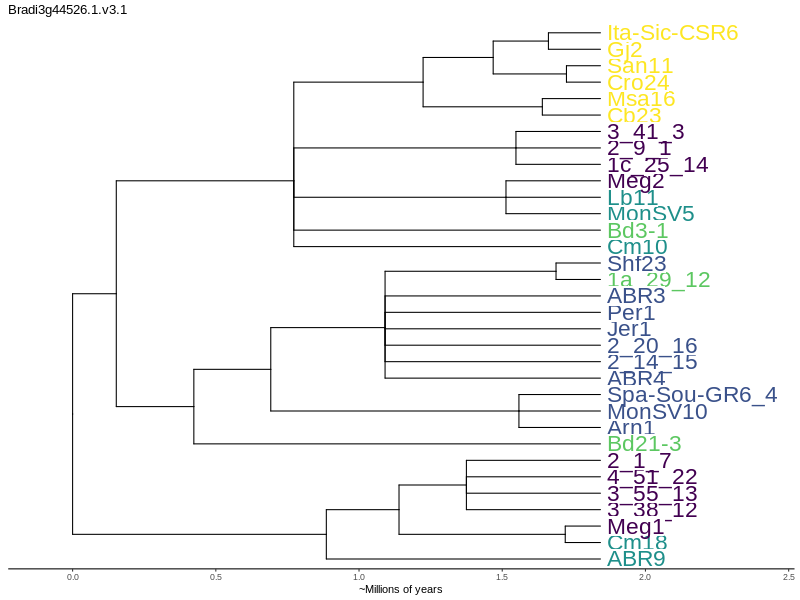 Bradi3g44526.1.v3.1
Ita-Sic-CSR6
Gj2
San11
Cro24
Msa16
Cb23
3_41_3
2_9_1
1c_25_14
Meg2
Lb11
MonSV5
Bd3-1
Cm10
Shf23
1a_29_12
ABR3
Per1
Jer1
2_20_16
2_14_15
ABR4
Spa-Sou-GR6_4
MonSV10
Arn1
Bd21-3
2_1_7
4_51_22
3_55_13
3_38_12
Meg1
Cm18
ABR9
0.0 0.5 1.0 1.5 2.0 2.5
~Millions of years